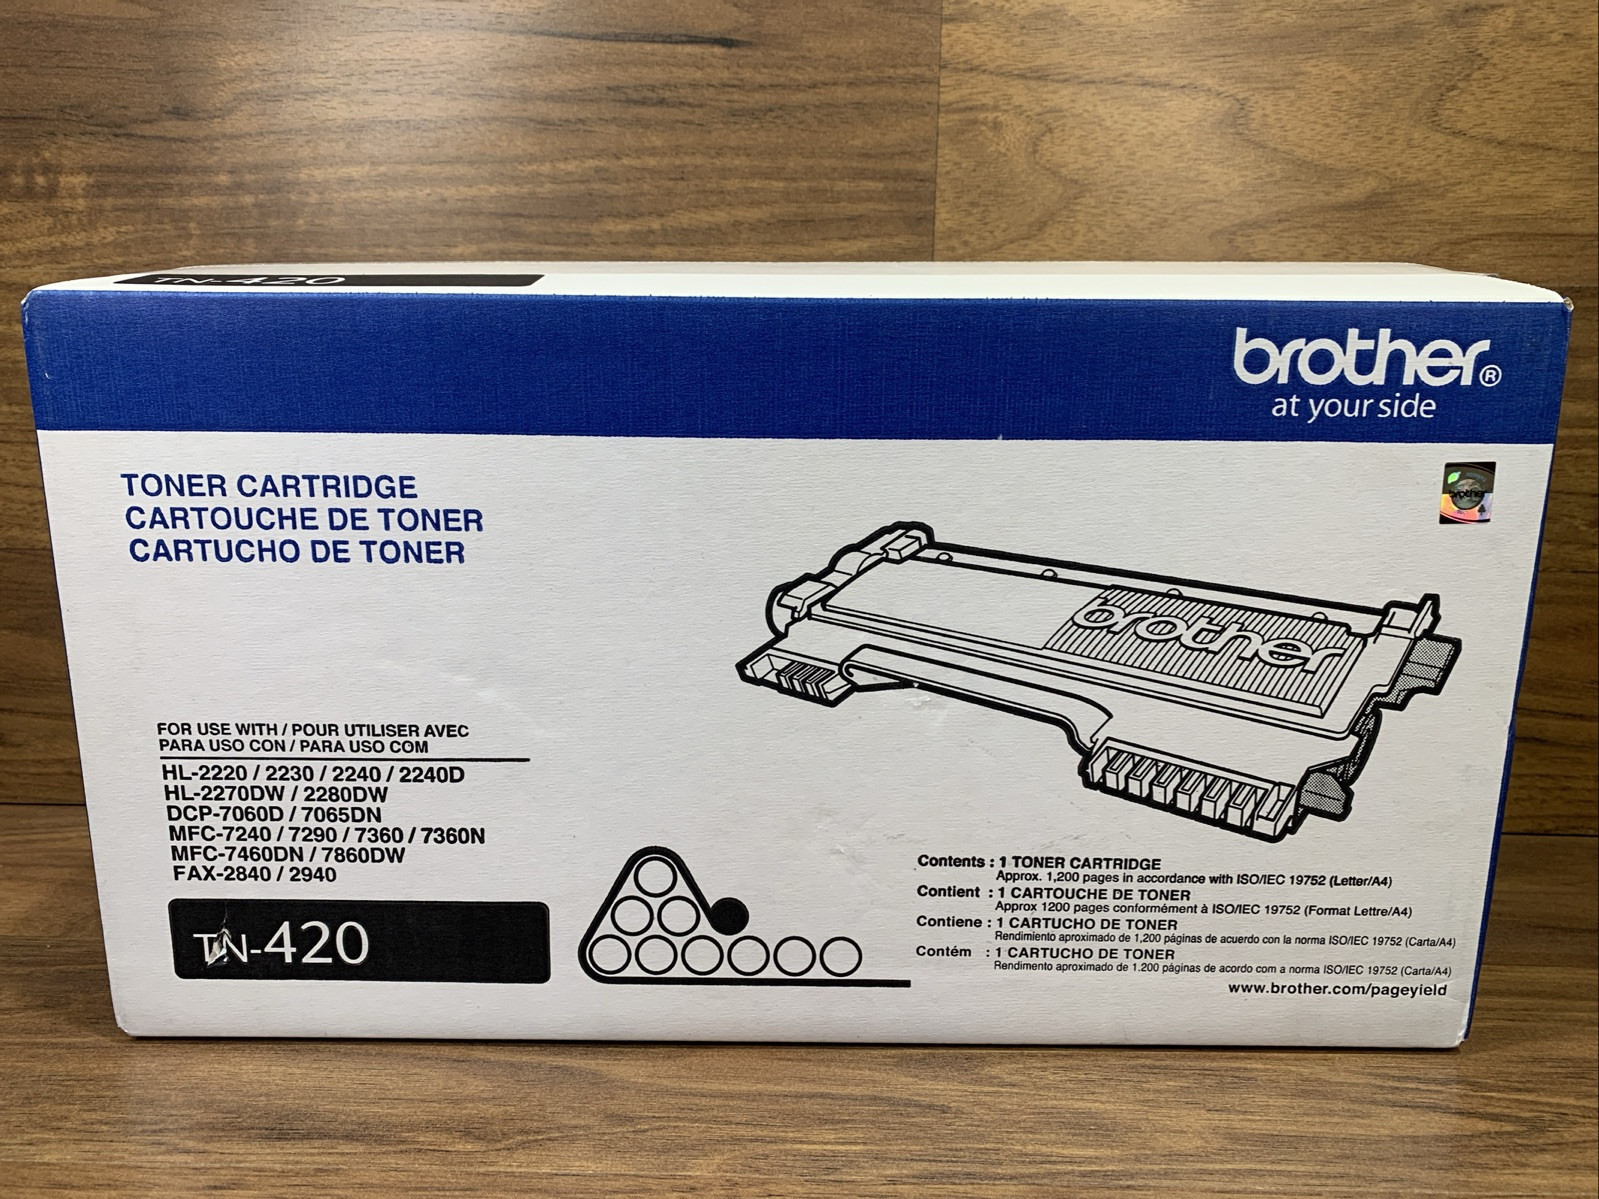 TN-420
brother®
at your side
brother
TONER CARTRIDGE
CARTOUCHE DE TONER
CARTUCHO DE TONER
brother
FOR USE WITH / POUR UTILISER AVEC
PARA USO CON / PARA USO COM
HL-2220 / 2230 / 2240 / 2240D
HL-2270DW / 2280DW
DCP-7060D / 7065DN
MFC-7240 / 7290 / 7360 / 7360N
MFC-7460DN / 7860DW
FAX-2840 / 2940
TN-420
Contents : 1 TONER CARTRIDGE
Approx. 1,200 pages in accordance with ISO/IEC 19752 (Letter/A4)
Contient : 1 CARTOUCHE DE TONER
Approx 1200 pages conformément à ISO/IEC 19752 (Format Lettre/A4)
Contiene : 1 CARTUCHO DE TONER
Rendimiento aproximado de 1,200 páginas de acuerdo con la norma ISO/IEC 19752 (Carta/A4)
Contém : 1 CARTUCHO DE TONER
Rendimento aproximado de 1.200 páginas de acordo com a norma ISO/IEC 19752 (Carta/A4)
www.brother.com/pageyield